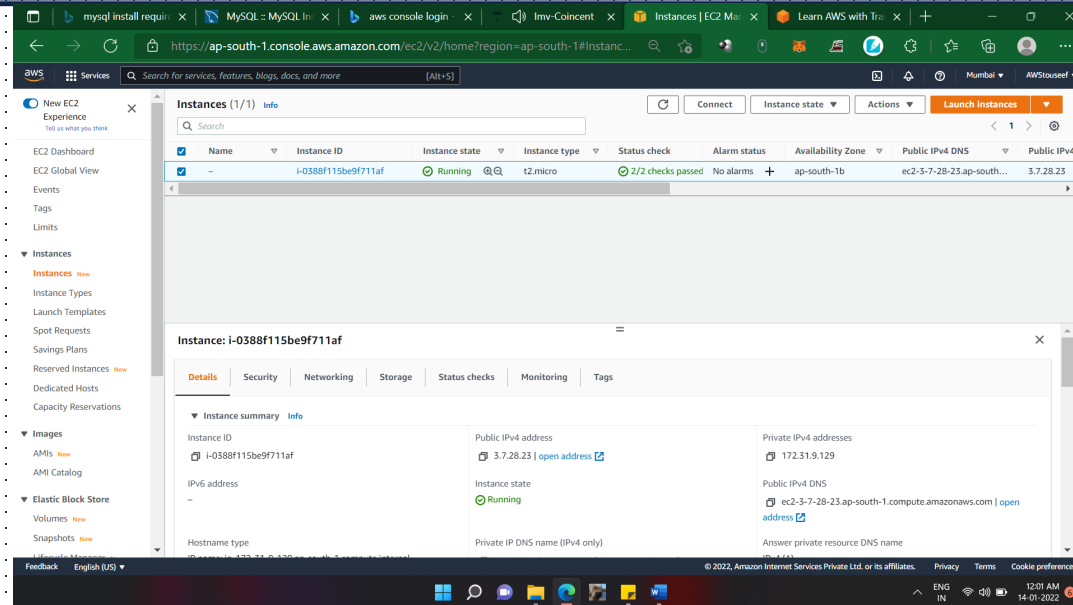 mysql install require
MySQL :: MySQL Ins
aws console login -
Imv-Coincent
Instances | EC2 Man
Learn AWS with Trai
https://ap-south-1.console.aws.amazon.com/ec2/v2/home?region=ap-south-1#Instanc...
aws
Services
Search for services, features, blogs, docs, and more
[Alt+S]
Mumbai
AWStouseef
New EC2
Experience
Tell us what you think
EC2 Dashboard
EC2 Global View
Events
Tags
Limits
Instances
Instances New
Instance Types
Launch Templates
Spot Requests
Savings Plans
Reserved Instances New
Dedicated Hosts
Capacity Reservations
Images
AMIs New
AMI Catalog
Elastic Block Store
Volumes New
Snapshots New
Instances (1/1) Info
Connect
Instance state
Actions
Launch instances
Search
1
Name Instance ID Instance state Instance type Status check Alarm status Availability Zone Public IPv4 DNS Public IPv4
– i-0388f115be9f711af Running t2.micro 2/2 checks passed No alarms + ap-south-1b ec2-3-7-28-23.ap-south... 3.7.28.23
Instance: i-0388f115be9f711af
Details Security Networking Storage Status checks Monitoring Tags
Instance summary Info
Instance ID
i-0388f115be9f711af
Public IPv4 address
3.7.28.23 | open address
Private IPv4 addresses
172.31.9.129
IPv6 address
–
Instance state
Running
Public IPv4 DNS
ec2-3-7-28-23.ap-south-1.compute.amazonaws.com | open
address
Hostname type
Private IP DNS name (IPv4 only)
Answer private resource DNS name
Feedback English (US)
© 2022, Amazon Internet Services Private Ltd. or its affiliates. Privacy Terms Cookie preference
ENG
IN
12:01 AM
14-01-2022
6